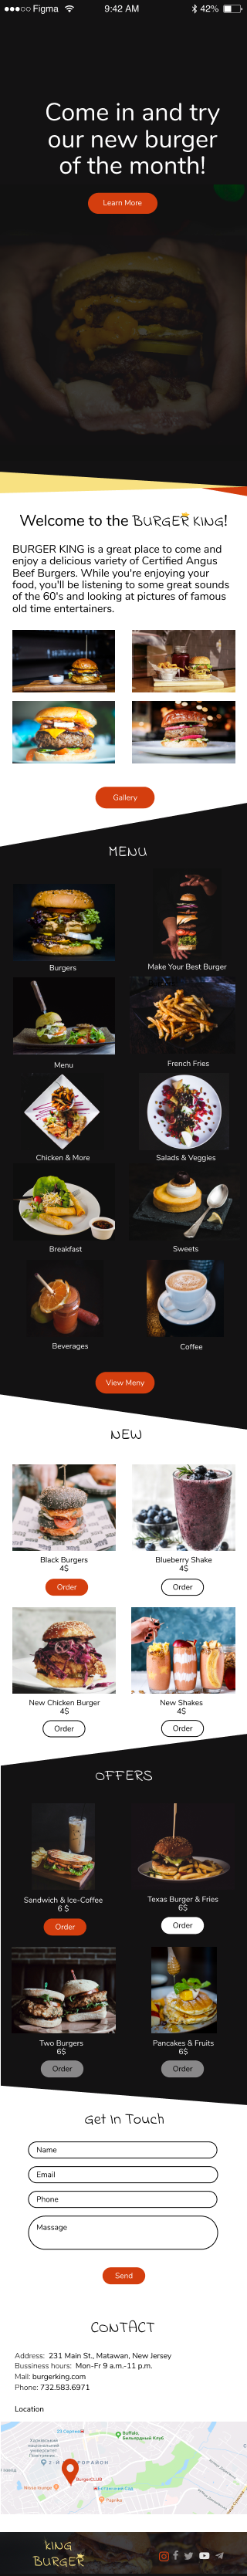 Figma 9:42 AM 42%
Come in and try
our new burger
of the month!
Learn More
Welcome to the BURGER KING!
BURGER KING is a great place to come and
enjoy a delicious variety of Certified Angus
Beef Burgers. While you're enjoying your
food, you'll be listening to some great sounds
of the 60's and looking at pictures of famous
old time entertainers.
Gallery
MENU
Burgers
Make Your Best Burger
Menu
French Fries
Chicken & More
Salads & Veggies
Breakfast
Sweets
Beverages
Coffee
View Meny
NEW
Black Burgers
4$
Order
Blueberry Shake
4$
Order
New Chicken Burger
4$
Order
New Shakes
4$
Order
OFFERS
Sandwich & Ice-Coffee
6 $
Order
Texas Burger & Fries
6$
Order
Two Burgers
6$
Order
Pancakes & Fruits
6$
Order
Get In Touch
Name
Email
Phone
Massage
Send
CONTACT
Address: 231 Main St., Matawan, New Jersey
Bussiness hours: Mon-Fr 9 a.m.-11 p.m.
Mail: burgerking.com
Phone: 732.583.6971
Location
Buffalo
Бильярдный Клуб
BurgerCLUB
Paprika
KING
BURGER